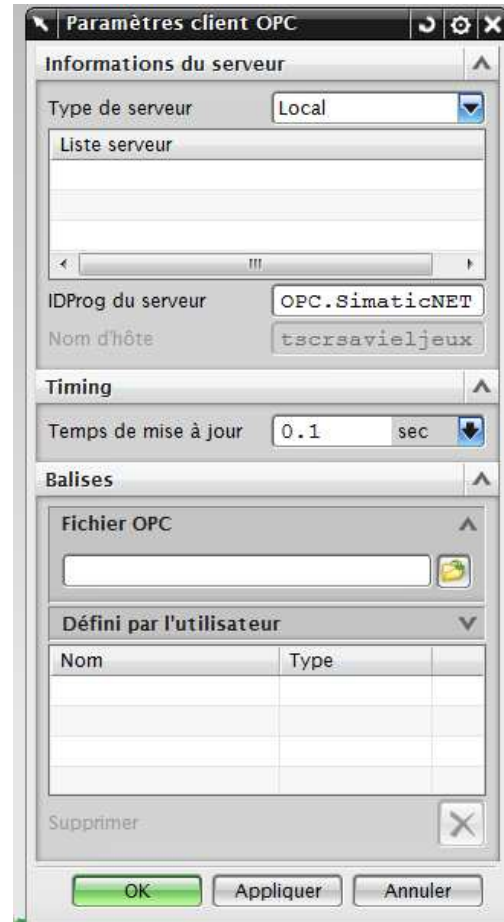 Paramètres client OPC
Informations du serveur
Type de serveur Local
Liste serveur
IDProg du serveur OPC.SimaticNET
Nom d'hôte tscrsavieljeux
Timing
Temps de mise à jour 0.1 sec
Balises
Fichier OPC
Défini par l'utilisateur
Nom Type
Supprimer
OK Appliquer Annuler